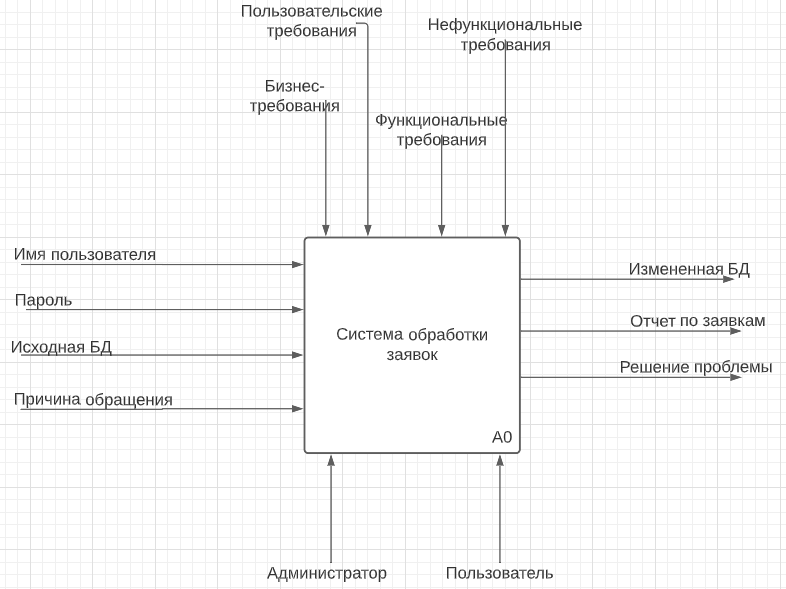 Пользовательские
требования
Нефункциональные
требования
Бизнес-
требования
Функциональные
требования
Имя пользователя
Пароль
Исходная БД
Причина обращения
Система обработки
заявок
А0
Измененная БД
Отчет по заявкам
Решение проблемы
Администратор
Пользователь